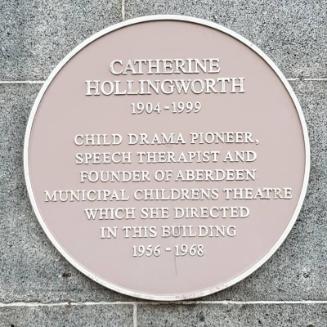 CATHERINE
HOLLINGWORTH
1904-1999
CHILD DRAMA PIONEER,
SPEECH THERAPIST AND
FOUNDER OF ABERDEEN
MUNICIPAL CHILDRENS THEATRE
WHICH SHE DIRECTED
IN THIS BUILDING
1956-1968